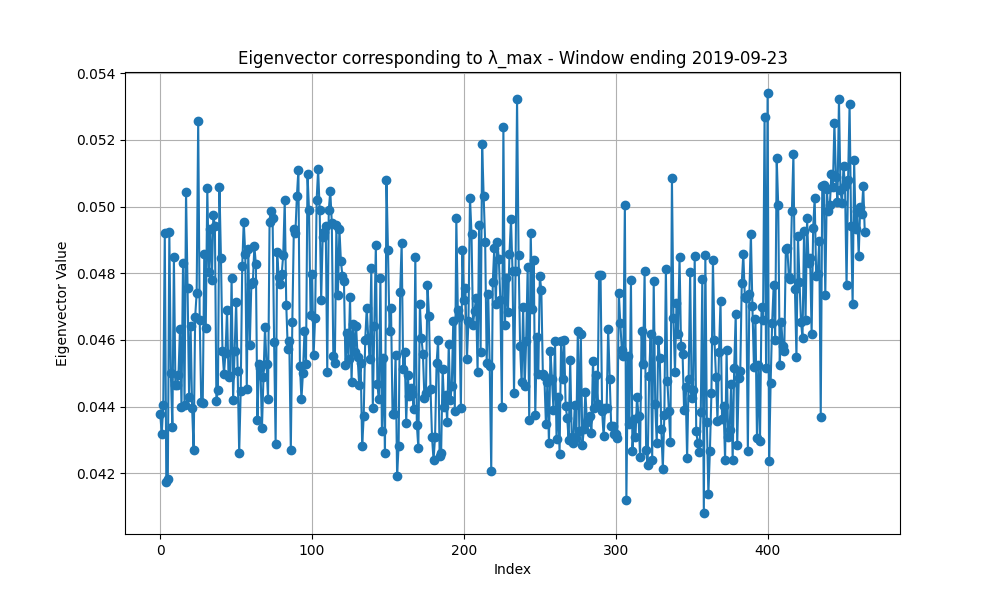 Eigenvector corresponding to λ_max - Window ending 2019-09-23
0.054
0.052
0.050
0.048
0.046
0.044
0.042
Eigenvector Value
0 100 200 300 400
Index